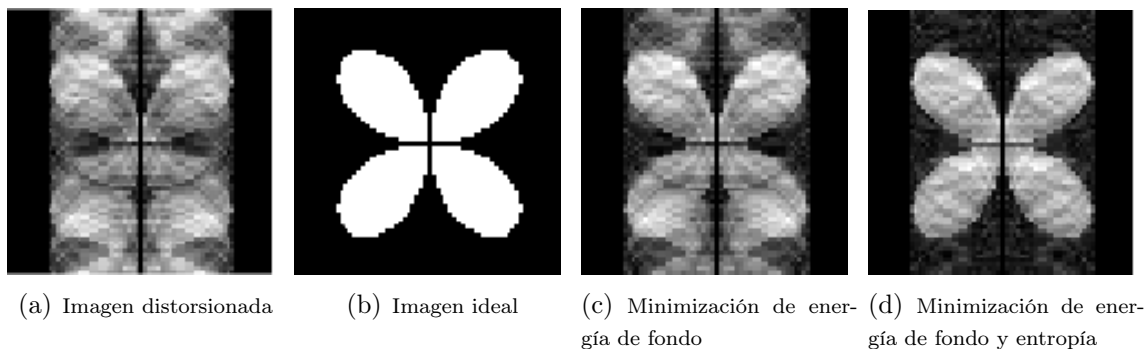 (a) Imagen distorsionada
(b) Imagen ideal
(c) Minimización de ener-
gía de fondo
(d) Minimización de ener-
gía de fondo y entropía